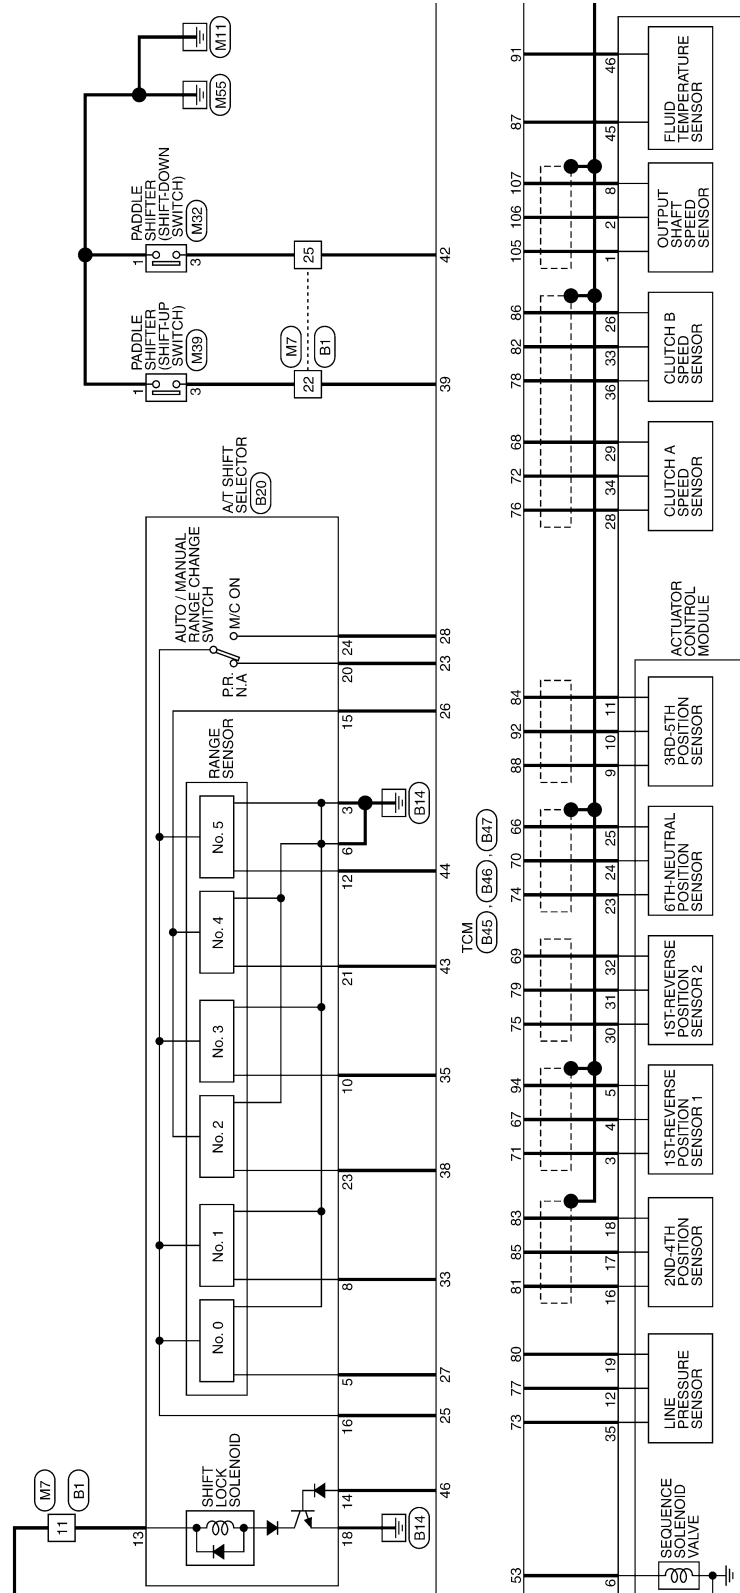 M11
M55
PADDLE
SHIFTER
(SHIFT-DOWN
SWITCH)
M32
1
3
25
42
PADDLE
SHIFTER
(SHIFT-UP
SWITCH)
M39
1
3
22
39
M7
B1
A/T SHIFT
SELECTOR
B20
AUTO / MANUAL
RANGE CHANGE
SWITCH
M/C ON
P.R.
N.A
24
28
20
23
15
26
RANGE
SENSOR
No. 5
No. 4
No. 3
No. 2
No. 1
No. 0
3
6
B14
12
44
21
43
10
35
23
38
8
33
5
27
16
25
SHIFT
LOCK
SOLENOID
M7
B1
11
13
14
46
18
B14
TCM
B45 , B46 , B47
91
46
87
45
FLUID
TEMPERATURE
SENSOR
107
8
106
2
105
1
OUTPUT
SHAFT
SPEED
SENSOR
86
26
82
33
78
36
CLUTCH B
SPEED
SENSOR
68
29
72
34
76
28
CLUTCH A
SPEED
SENSOR
ACTUATOR
CONTROL
MODULE
84
11
92
10
88
9
3RD-5TH
POSITION
SENSOR
66
25
70
24
74
23
6TH-NEUTRAL
POSITION
SENSOR
69
32
79
31
75
30
1ST-REVERSE
POSITION
SENSOR 2
94
5
67
4
71
3
1ST-REVERSE
POSITION
SENSOR 1
83
18
85
17
81
16
2ND-4TH
POSITION
SENSOR
80
19
77
12
73
35
LINE
PRESSURE
SENSOR
53
6
SEQUENCE
SOLENOID
VALVE